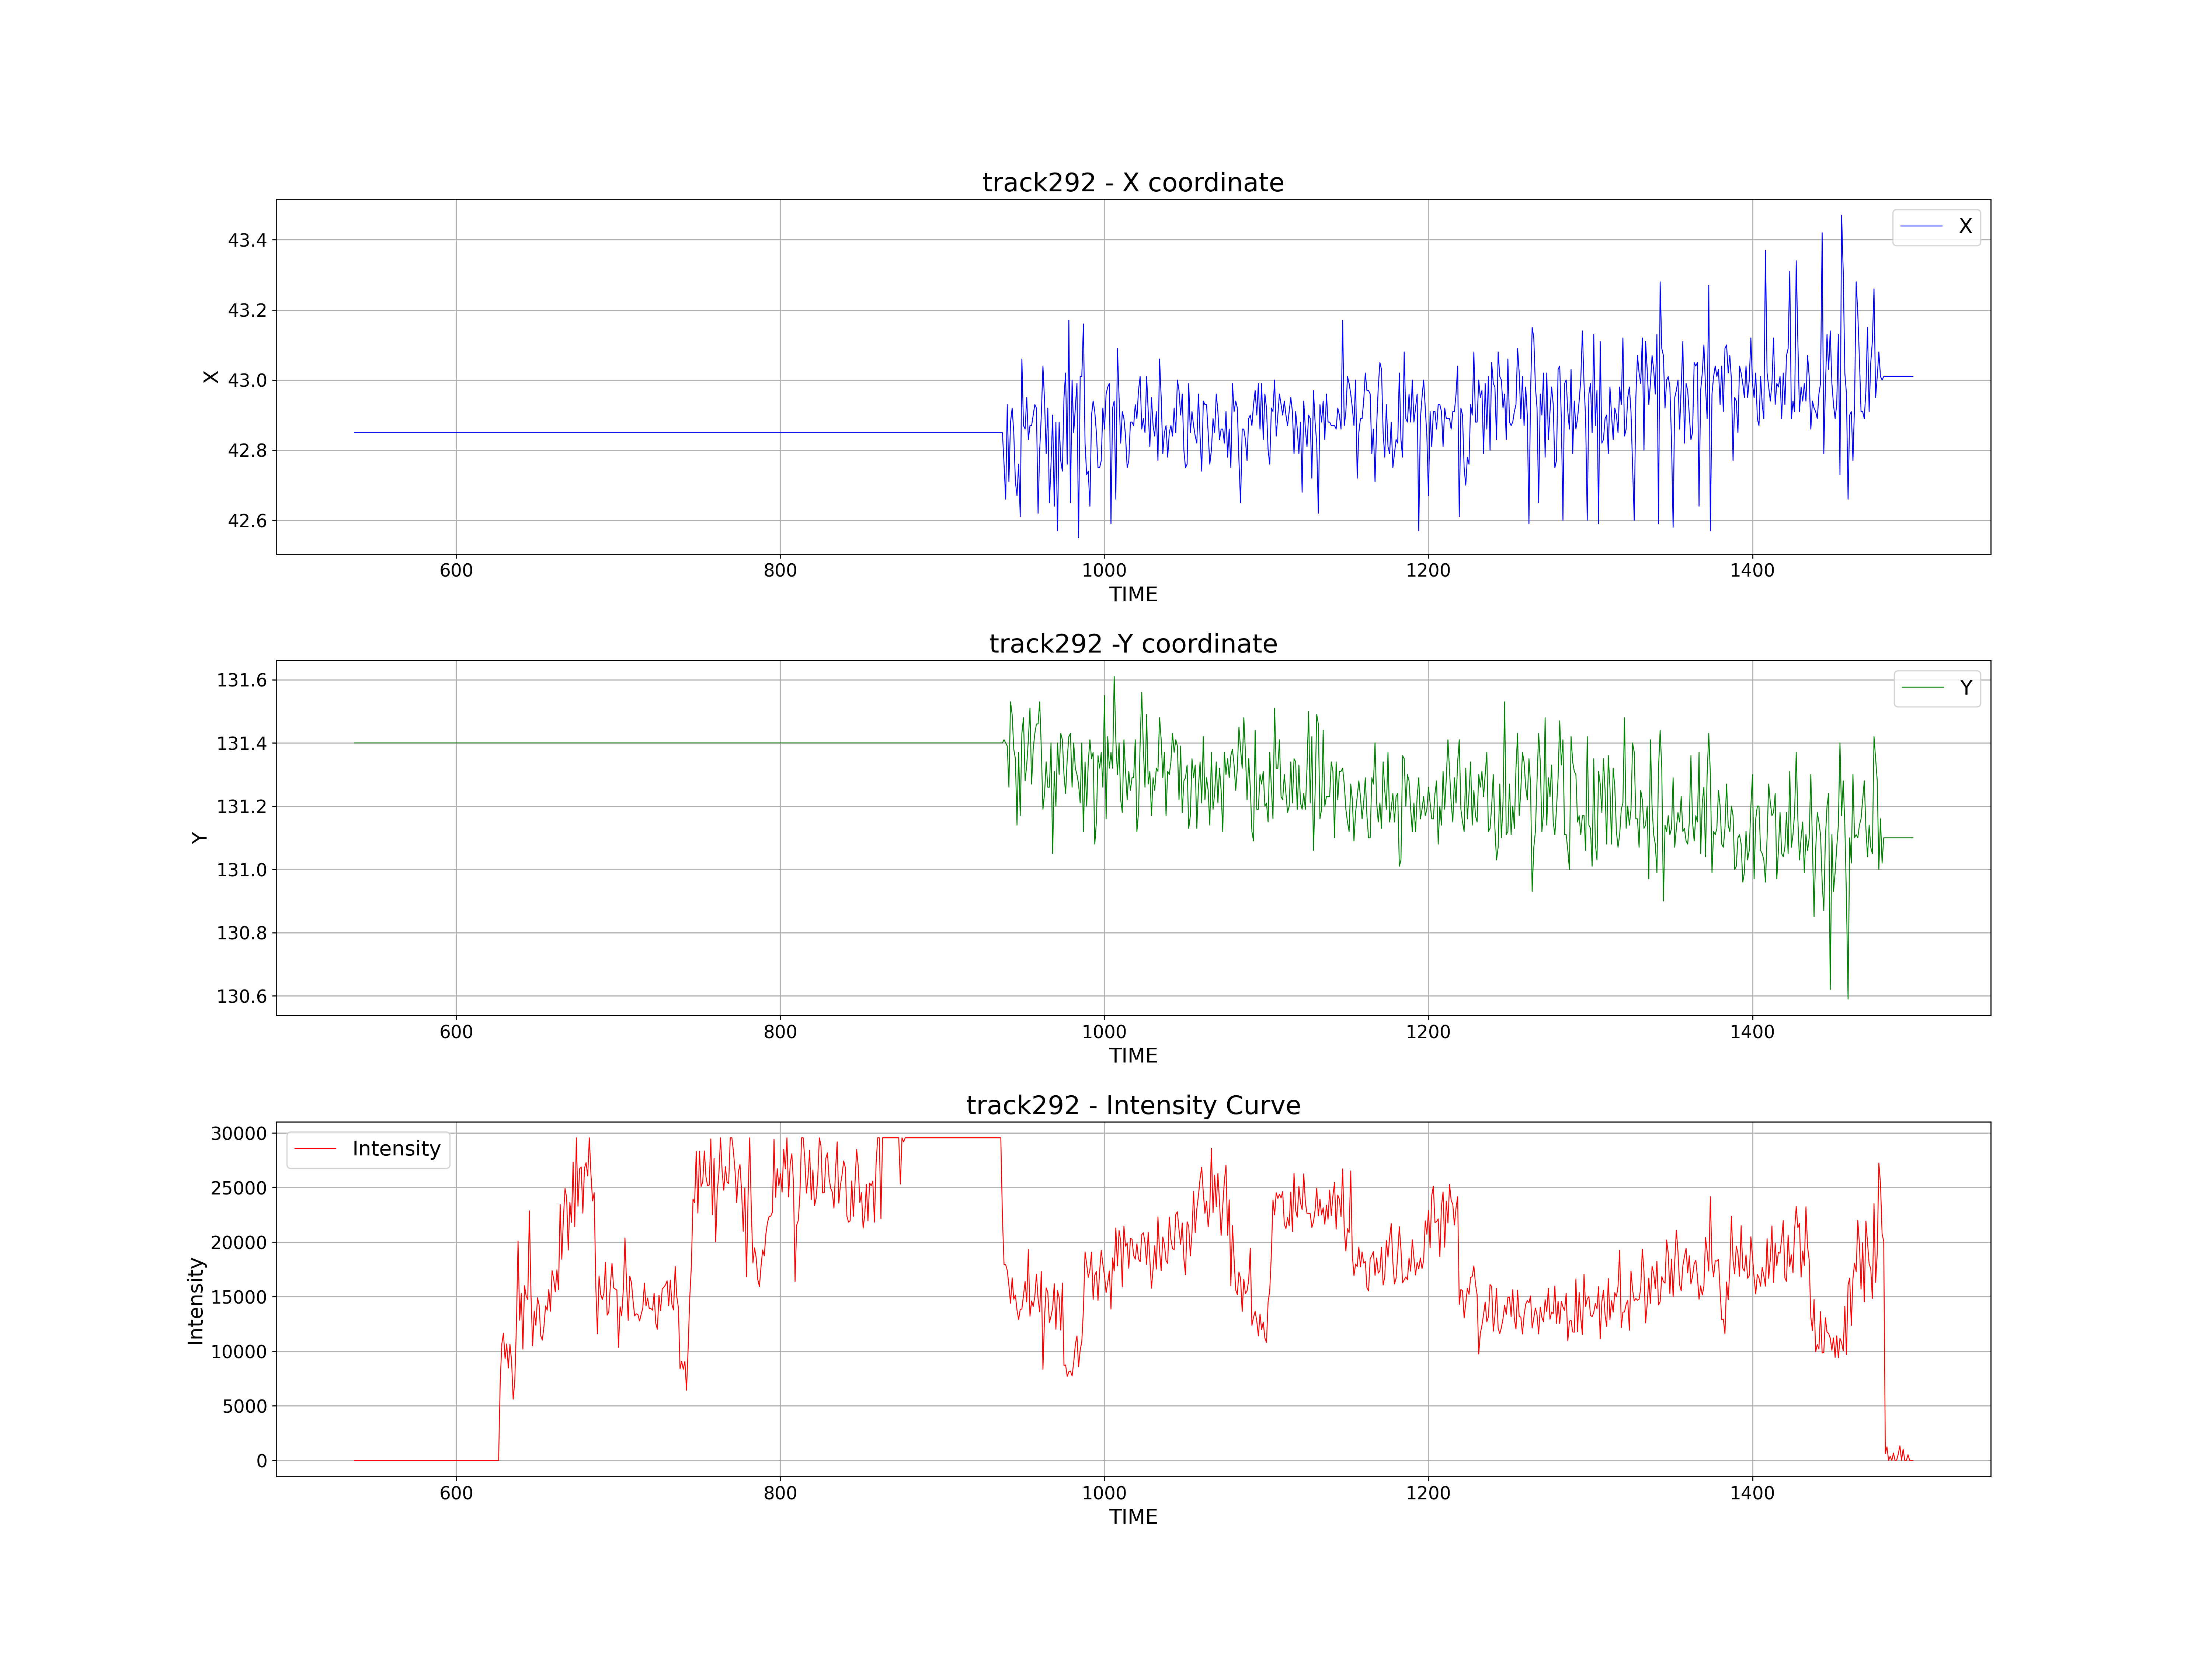 track292 - X coordinate
X
43.4
43.2
43.0
42.8
42.6
X
600 800 1000 1200 1400
TIME
track292 -Y coordinate
Y
131.6
131.4
131.2
131.0
130.8
130.6
Y
600 800 1000 1200 1400
TIME
track292 - Intensity Curve
Intensity
30000
25000
20000
15000
10000
5000
0
Intensity
600 800 1000 1200 1400
TIME